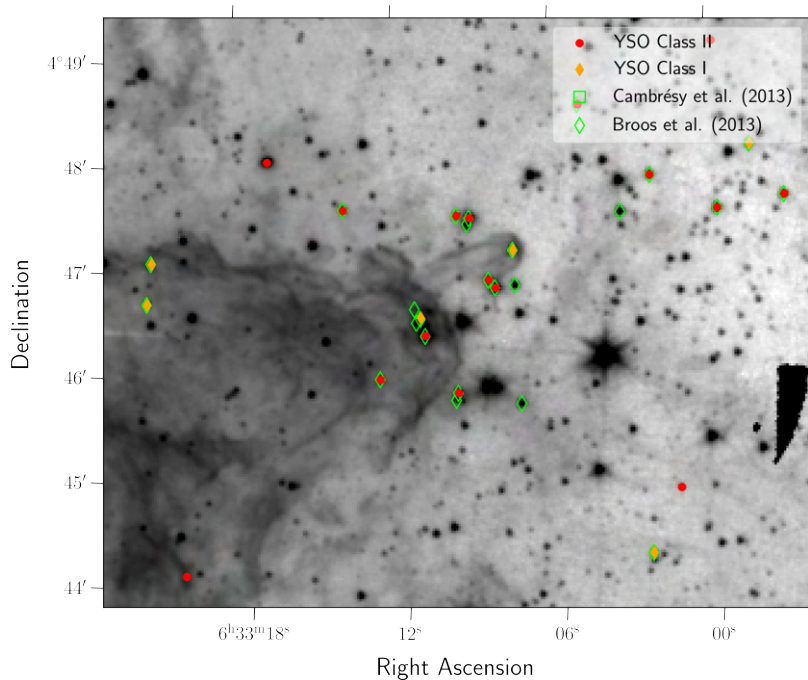 YSO Class II
YSO Class I
Cambrésy et al. (2013)
Broos et al. (2013)
4°49′
48′
47′
46′
45′
44′
Declination
6ʰ33ᵐ18ˢ
12ˢ
06ˢ
00ˢ
Right Ascension